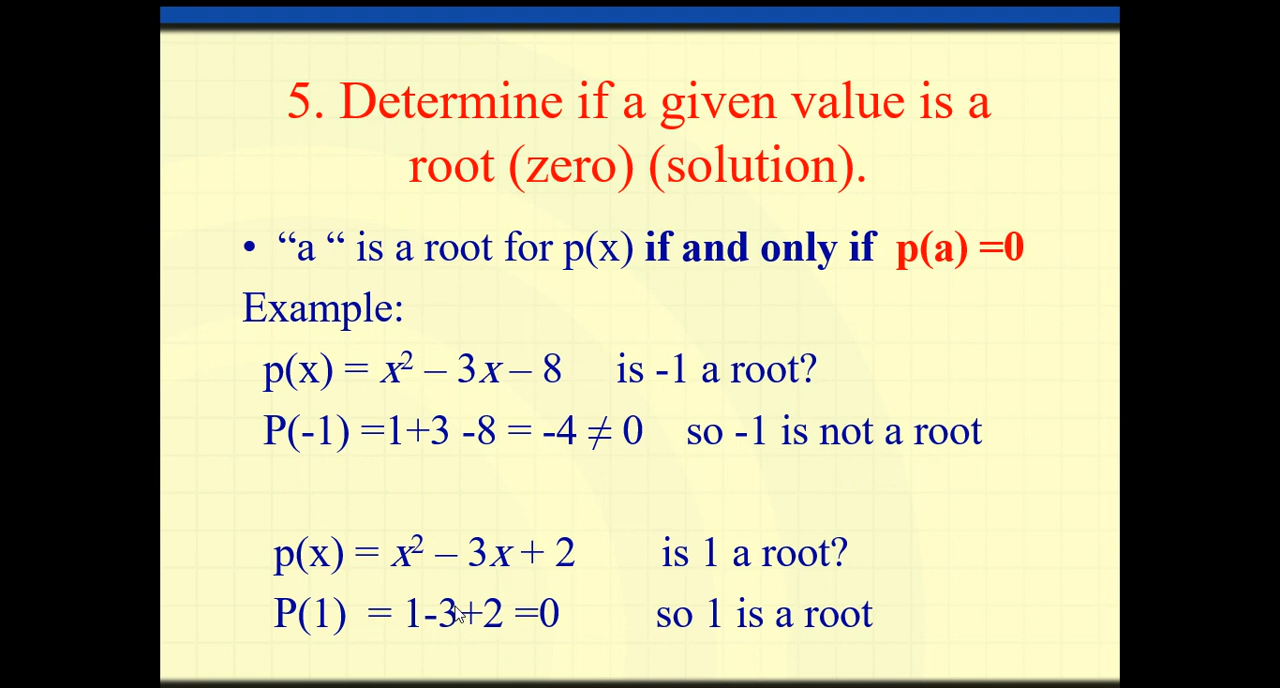 5. Determine if a given value is a
root (zero) (solution).
• “a “ is a root for p(x) if and only if p(a) =0
Example:
p(x) = x² – 3x – 8 is -1 a root?
P(-1) =1+3 -8 = -4 ≠ 0 so -1 is not a root
p(x) = x² – 3x + 2 is 1 a root?
P(1) = 1-3+2 =0 so 1 is a root